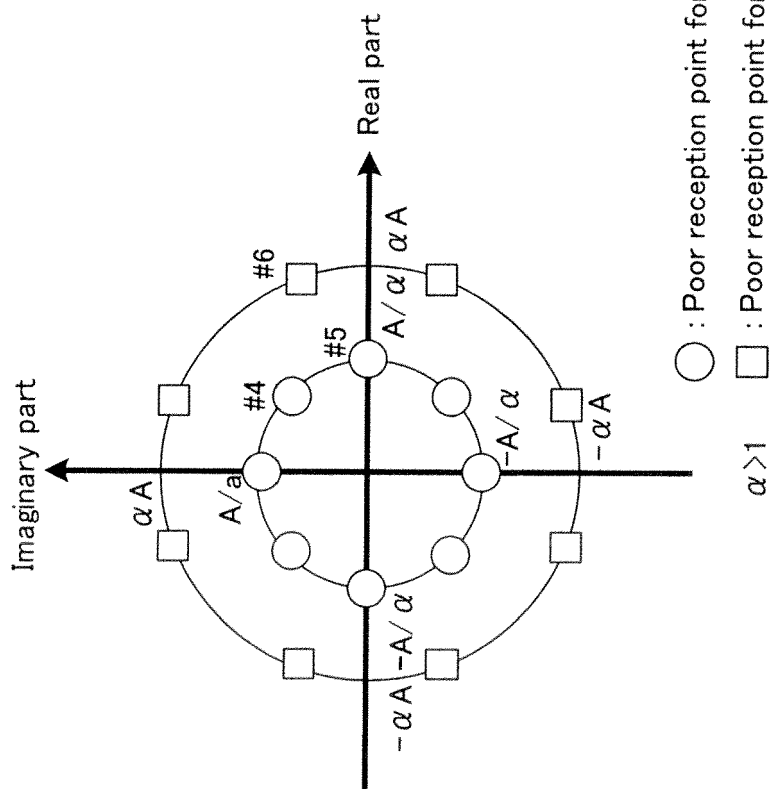 Imaginary part
αA
A/a
#4
#5
#6
A/α
αA
Real part
-αA
-A/α
-A/α
-αA
α>1
○ : Poor reception point for
□ : Poor reception point for